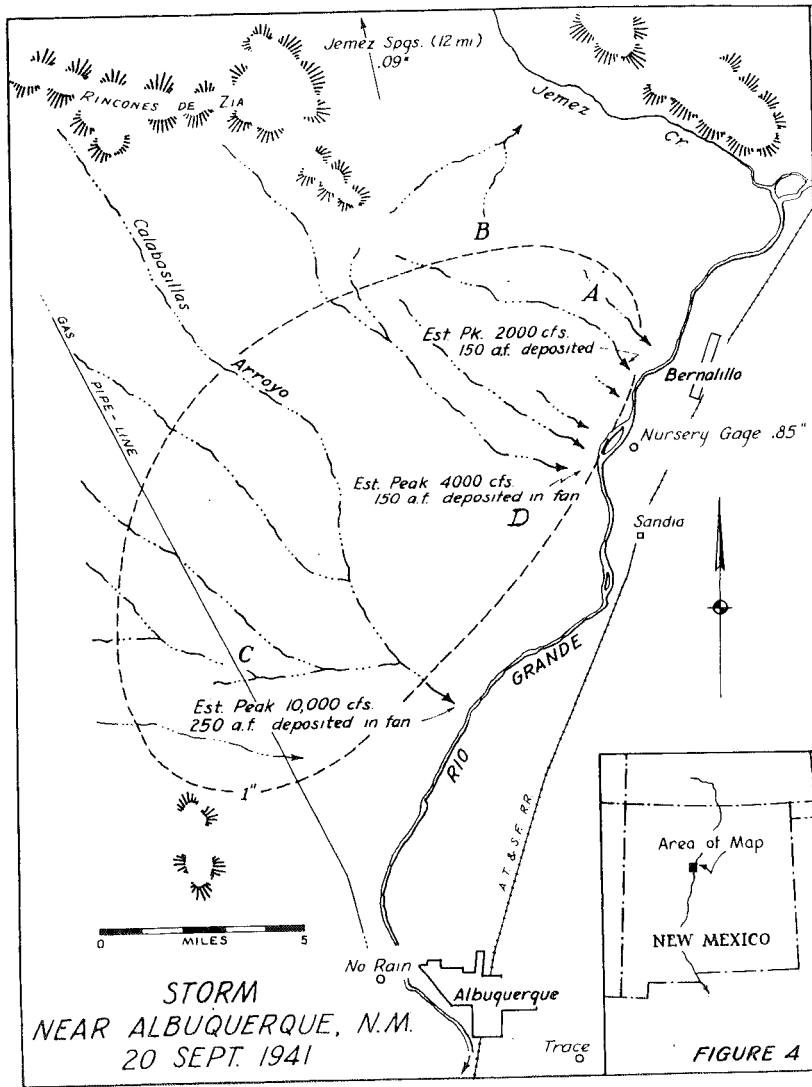 Jemez Spgs. (12 mi)
.09"
RINCONES DE ZIA
Jemez
Cr.
Calabasillas
Arroyo
GAS
PIPE-LINE
B
A
Est. Pk. 2000 cfs.
150 a.f. deposited
Bernalillo
Nursery Gage .85"
Est. Peak 4000 cfs.
150 a.f. deposited in fan
D
Sandia
C
Est. Peak 10,000 cfs.
250 a.f. deposited in fan
RIO
GRANDE
1"
A.T. & S.F. RR
Area of Map
NEW MEXICO
0 5
MILES
No Rain
Albuquerque
Trace
STORM
NEAR ALBUQUERQUE, N.M.
20 SEPT. 1941
FIGURE 4